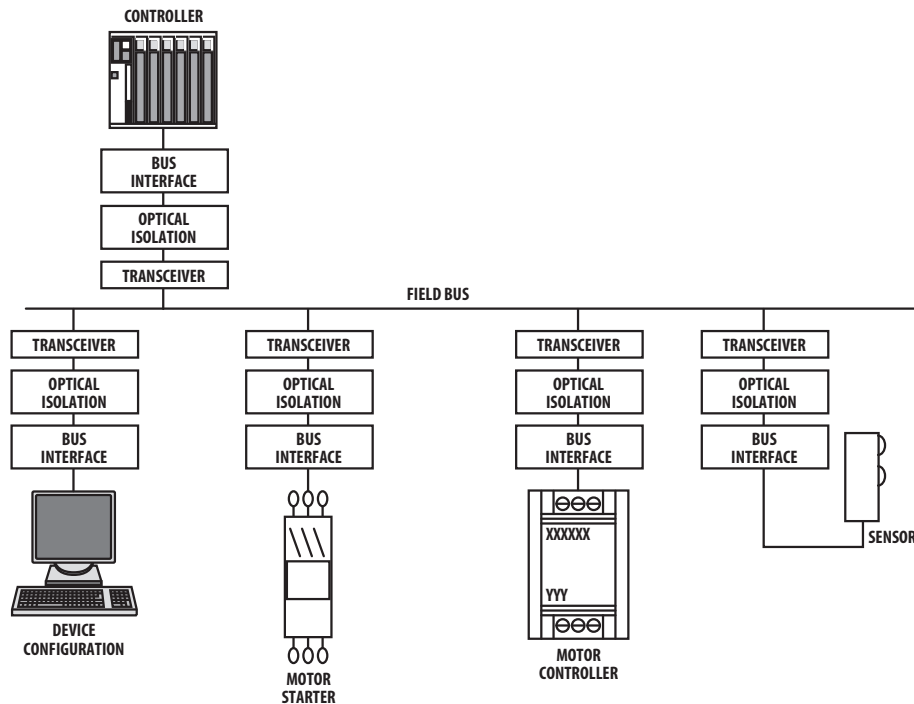 CONTROLLER
BUS
INTERFACE
OPTICAL
ISOLATION
TRANSCEIVER
FIELD BUS
TRANSCEIVER
OPTICAL
ISOLATION
BUS
INTERFACE
DEVICE
CONFIGURATION
TRANSCEIVER
OPTICAL
ISOLATION
BUS
INTERFACE
MOTOR
STARTER
TRANSCEIVER
OPTICAL
ISOLATION
BUS
INTERFACE
XXXXXX
YYY
MOTOR
CONTROLLER
TRANSCEIVER
OPTICAL
ISOLATION
BUS
INTERFACE
SENSOR